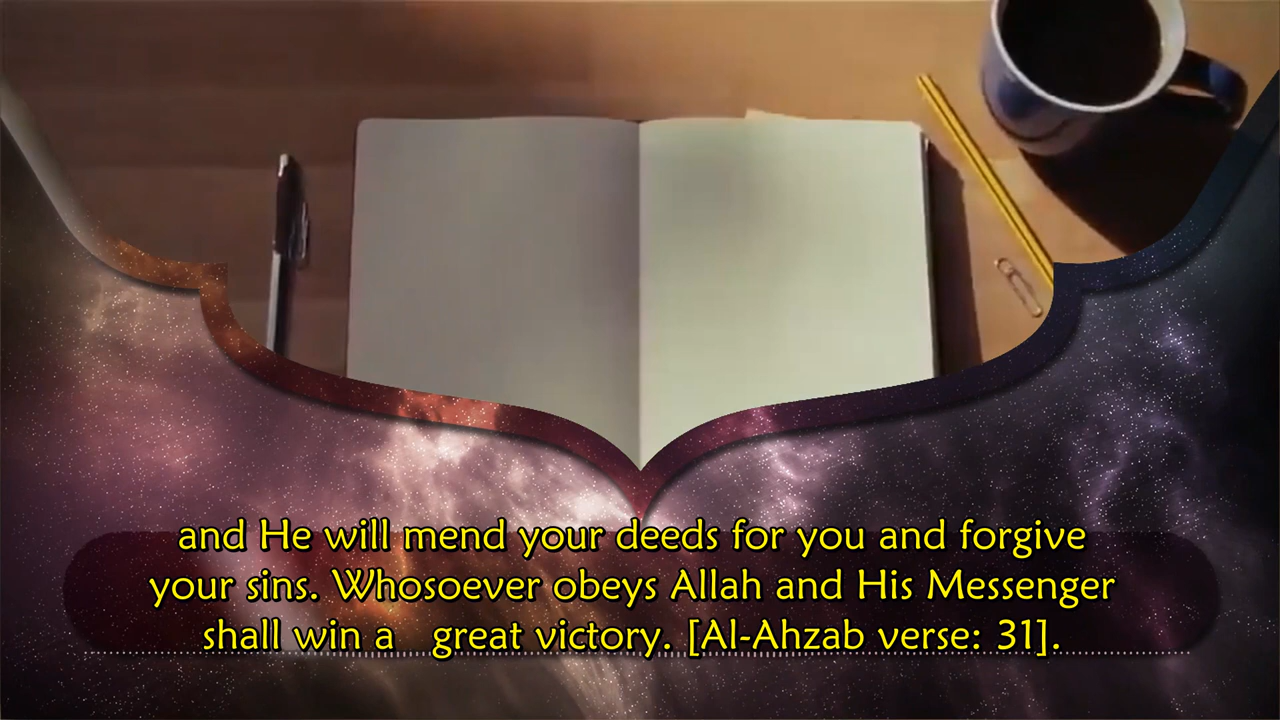 and He will mend your deeds for you and forgive
your sins. Whosoever obeys Allah and His Messenger
shall win a great victory. [Al-Ahzab verse: 31].